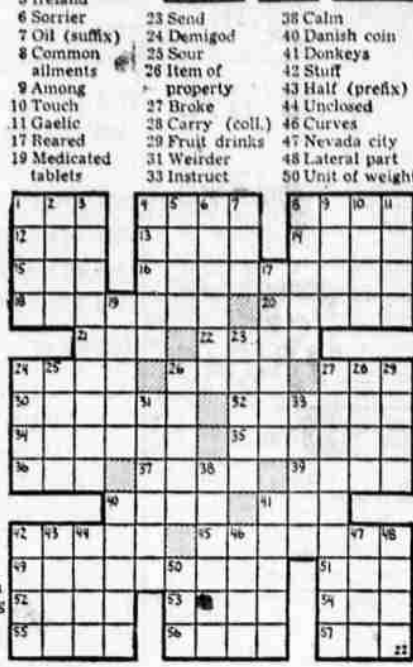 5 Ireland
6 Sorrier
7 Oil (suffix)
8 Common
ailments
9 Among
10 Touch
11 Gaelic
17 Reared
19 Medicated
tablets
23 Send
24 Demigod
25 Sour
26 Item of
property
27 Broke
28 Carry (coll.)
29 Fruit drinks
31 Weirder
33 Instruct
38 Calm
40 Danish coin
41 Donkeys
42 Stuff
43 Half (prefix)
44 Unclosed
46 Curves
47 Nevada city
48 Lateral part
50 Unit of weight
1 2 3 4 5 6 7 8 9 10 11
12 13 14
15 16 17
18 19 20
21 22 23
24 25 26 27 28 29
30 31 32 33
34 35
36 37 38 39
40 41
42 43 44 45 46 47 48
49 50 51
52 53 54
55 56 57
22